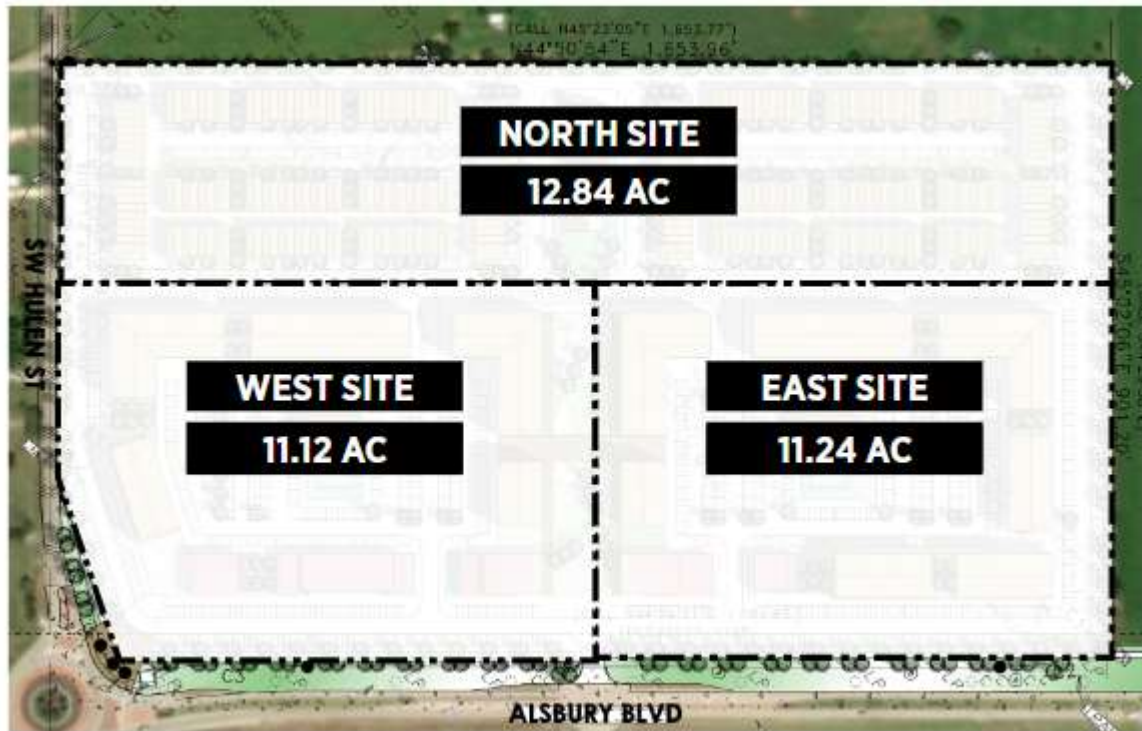 (CALL N45°23'05"E 1,653.77')
N44°50'54"E 1,653.96'
NORTH SITE
12.84 AC
SW HULEN ST
WEST SITE
11.12 AC
EAST SITE
11.24 AC
ALSBURY BLVD